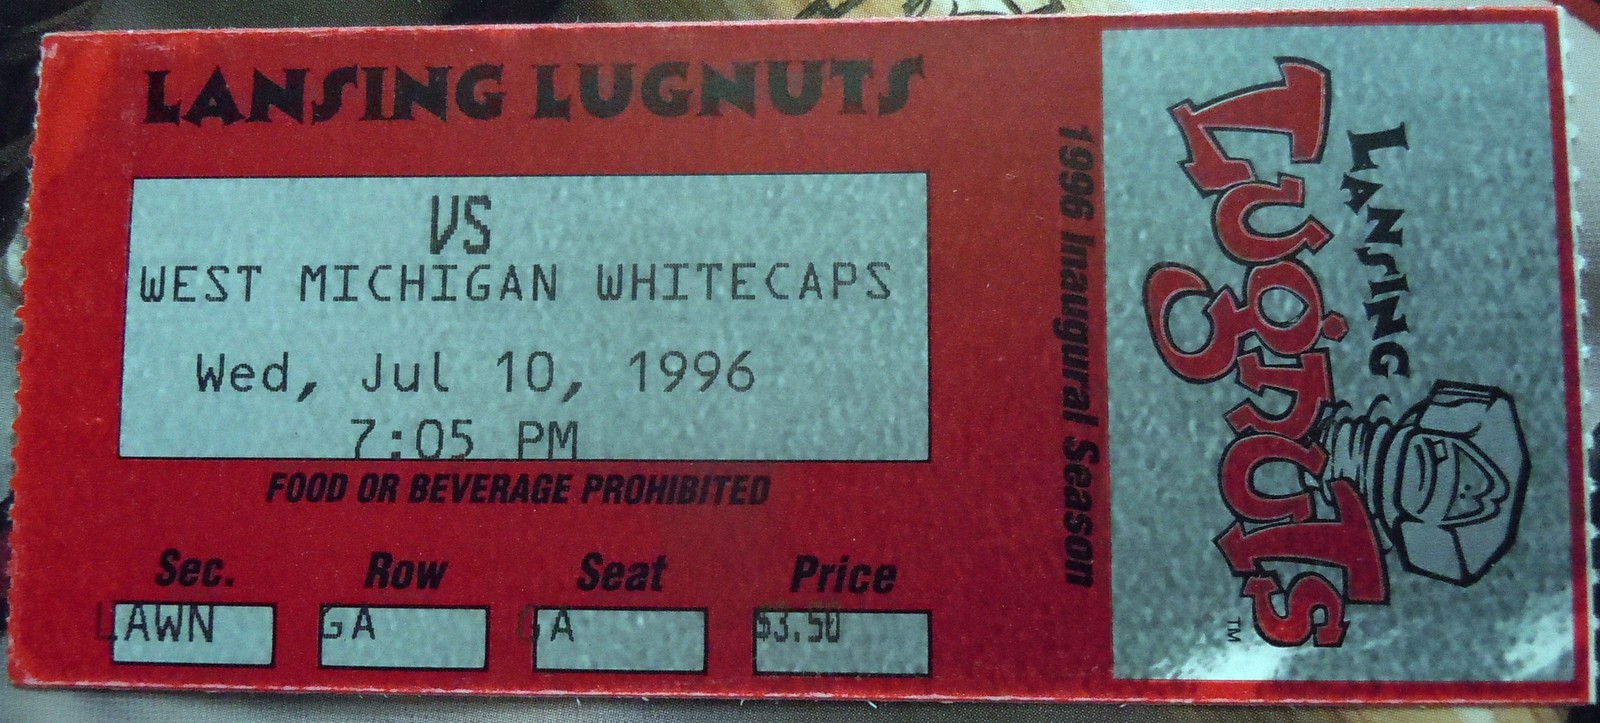 LANSING LUGNUTS
VS
WEST MICHIGAN WHITECAPS
Wed, Jul 10, 1996
7:05 PM
FOOD OR BEVERAGE PROHIBITED
Sec. Row Seat Price
LAWN GA GA $3.50
1996 Inaugural Season
LANSING
LugnuTs
TM